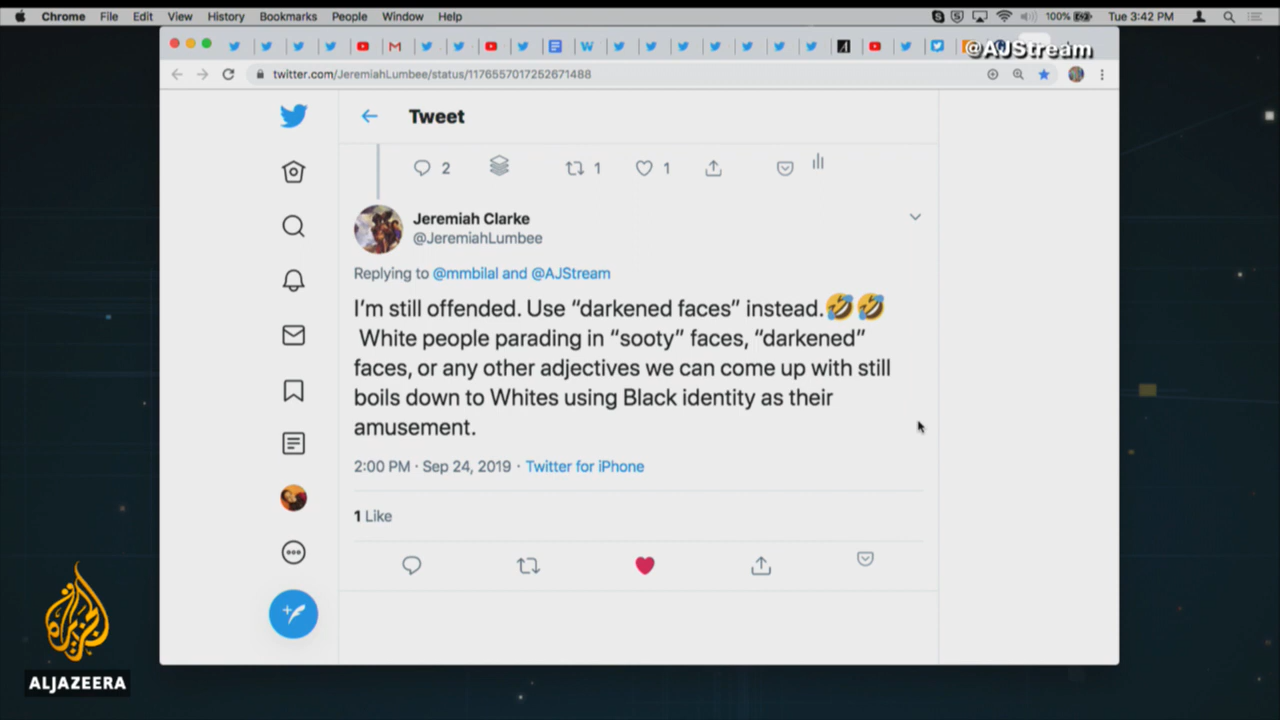 Chrome File Edit View History Bookmarks People Window Help 100% Tue 3:42 PM
@AJStream
twitter.com/JeremiahLumbee/status/1176557017252671488
Tweet
2 1 1
Jeremiah Clarke
@JeremiahLumbee
Replying to @mmbilal and @AJStream
I'm still offended. Use “darkened faces” instead.🤣🤣
White people parading in “sooty” faces, “darkened”
faces, or any other adjectives we can come up with still
boils down to Whites using Black identity as their
amusement.
2:00 PM · Sep 24, 2019 · Twitter for iPhone
1 Like
الجزيرة
ALJAZEERA